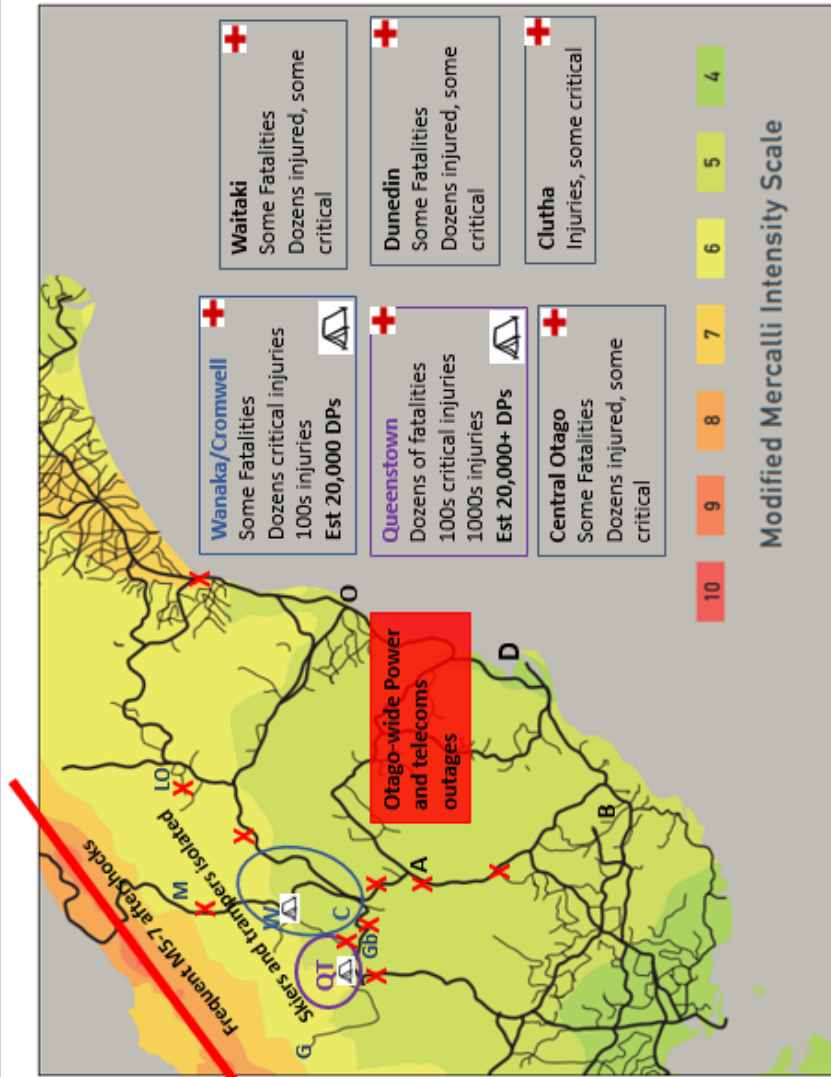 Frequent M5-7 aftershocks
Skiers and trampers isolated
G
QT
Gb
C
W
M
LO
A
B
O
D
Otago-wide Power
and telecoms
outages
Wanaka/Cromwell
Some Fatalities
Dozens critical injuries
100s injuries
Est 20,000 DPs
Queenstown
Dozens of fatalities
100s critical injuries
1000s injuries
Est 20,000+ DPs
Central Otago
Some Fatalities
Dozens injured, some
critical
Waitaki
Some Fatalities
Dozens injured, some
critical
Dunedin
Some Fatalities
Dozens injured, some
critical
Clutha
Injuries, some critical
10 9 8 7 6 5 4
Modified Mercalli Intensity Scale